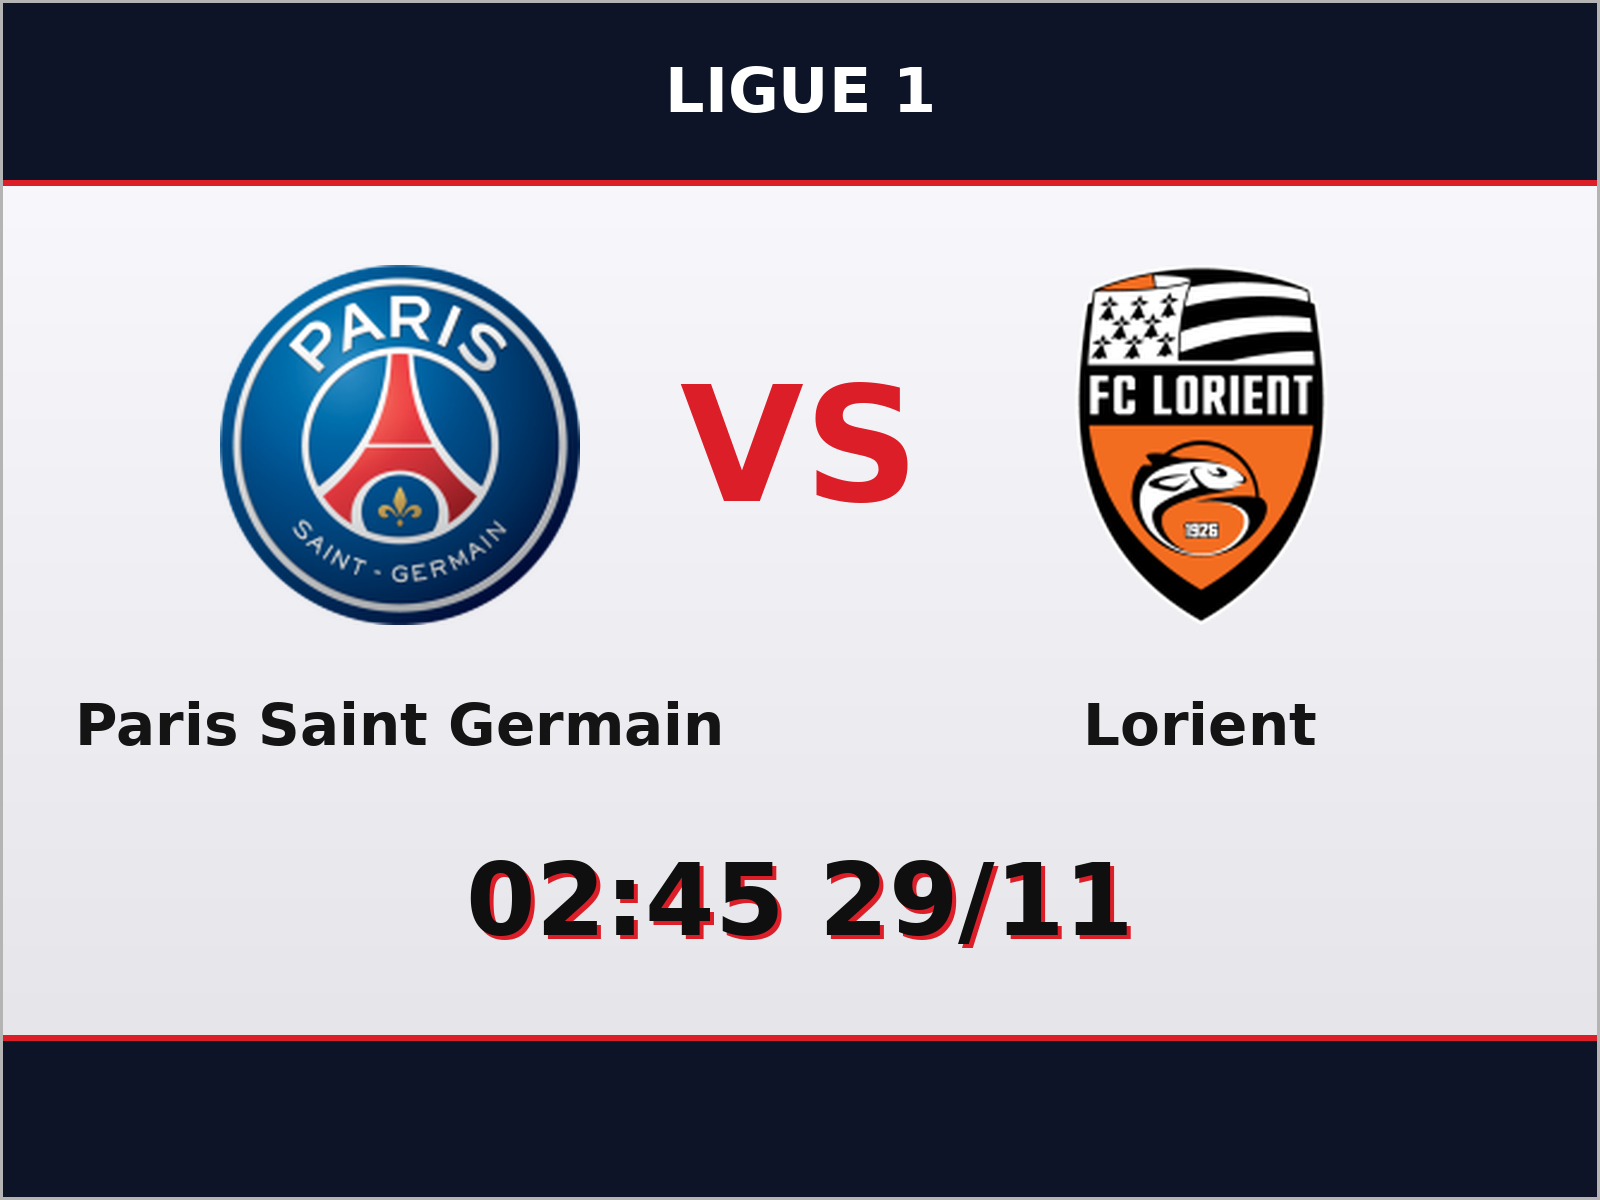 LIGUE 1
PARIS
SAINT - GERMAIN
VS
FC LORIENT
1926
Paris Saint Germain
Lorient
02:45 29/11